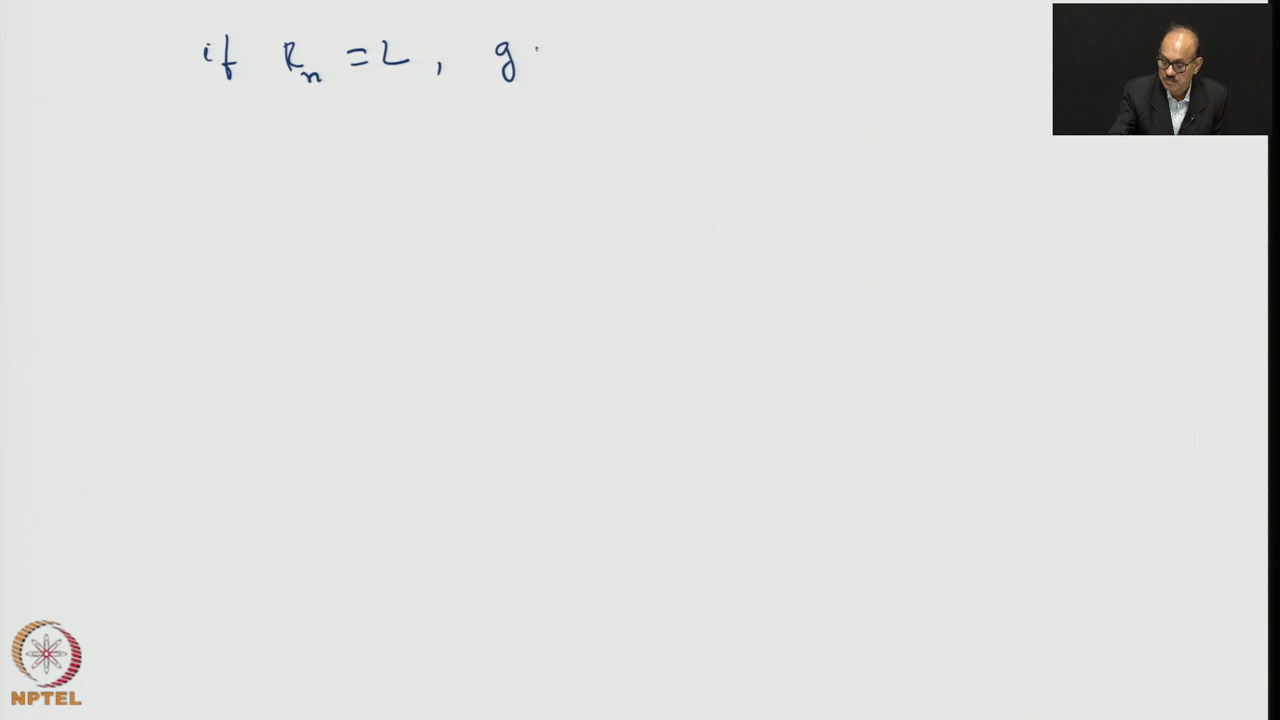 if R_n = L , g
NPTEL